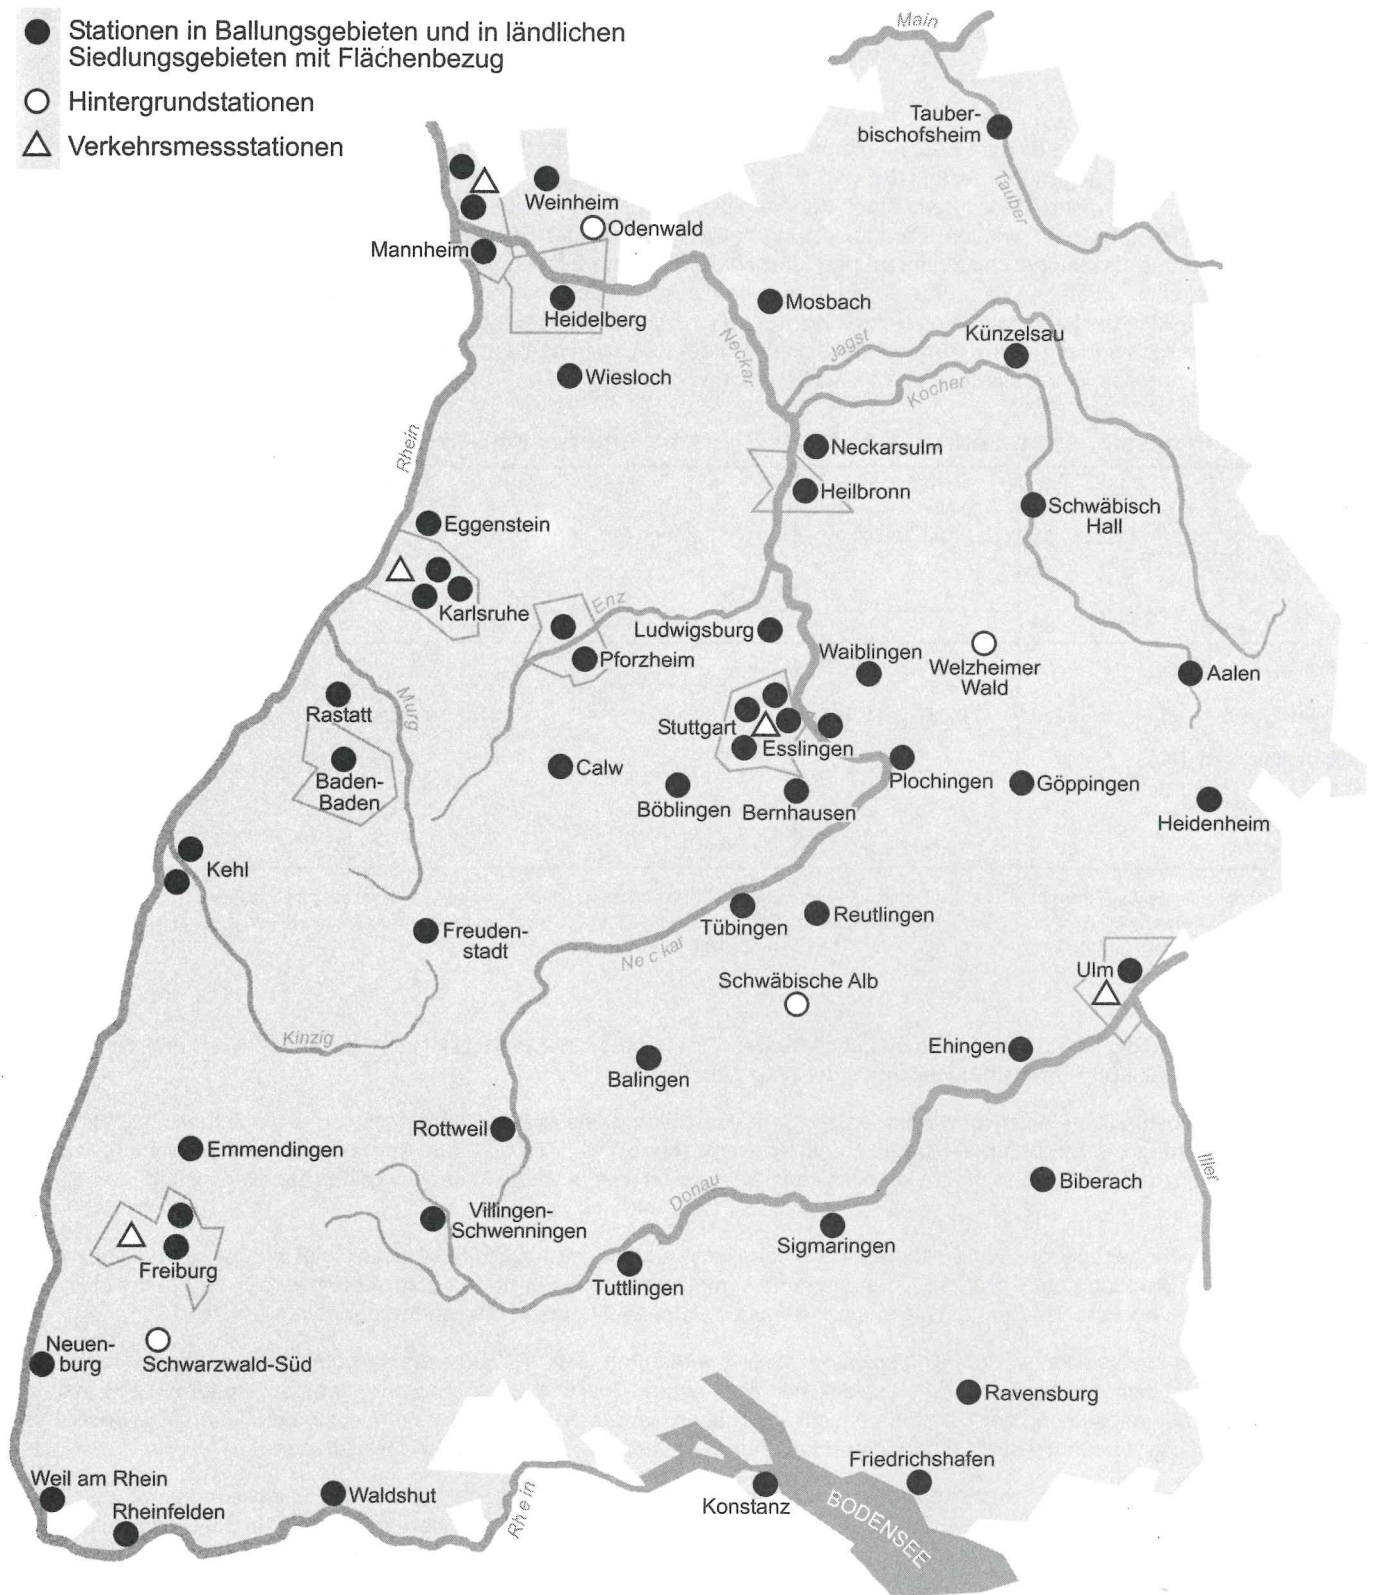 Stationen in Ballungsgebieten und in ländlichen
Siedlungsgebieten mit Flächenbezug
Hintergrundstationen
Verkehrsmessstationen
Main
Tauber-
bischofsheim
Tauber
Weinheim
Odenwald
Mannheim
Heidelberg
Mosbach
Neckar
Jagst
Künzelsau
Kocher
Wiesloch
Rhein
Neckarsulm
Heilbronn
Schwäbisch
Hall
Eggenstein
Karlsruhe
Enz
Ludwigsburg
Pforzheim
Waiblingen
Welzheimer
Wald
Aalen
Rastatt
Murg
Stuttgart
Esslingen
Baden-
Baden
Calw
Böblingen
Bernhausen
Plochingen
Göppingen
Heidenheim
Kehl
Freuden-
stadt
Tübingen
Reutlingen
Neckar
Schwäbische Alb
Ulm
Kinzig
Ehingen
Balingen
Rottweil
Emmendingen
Donau
Biberach
Iller
Villingen-
Schwenningen
Sigmaringen
Freiburg
Tuttlingen
Neuen-
burg
Schwarzwald-Süd
Ravensburg
Friedrichshafen
Weil am Rhein
Rheinfelden
Waldshut
Rhein
Konstanz
BODENSEE